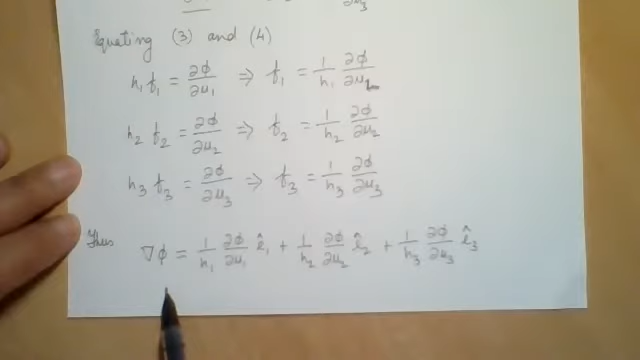 Equating (3) and (4)
h₁ f₁ = ∂ϕ/∂u₁ ⇒ f₁ = 1/h₁ ∂ϕ/∂u₂
h₂ f₂ = ∂ϕ/∂u₂ ⇒ f₂ = 1/h₂ ∂ϕ/∂u₂
h₃ f₃ = ∂ϕ/∂u₃ ⇒ f₃ = 1/h₃ ∂ϕ/∂u₃
Thus ∇ϕ = 1/h₁ ∂ϕ/∂u₁ ê₁ + 1/h₂ ∂ϕ/∂u₂ ê₂ + 1/h₃ ∂ϕ/∂u₃ ê₃